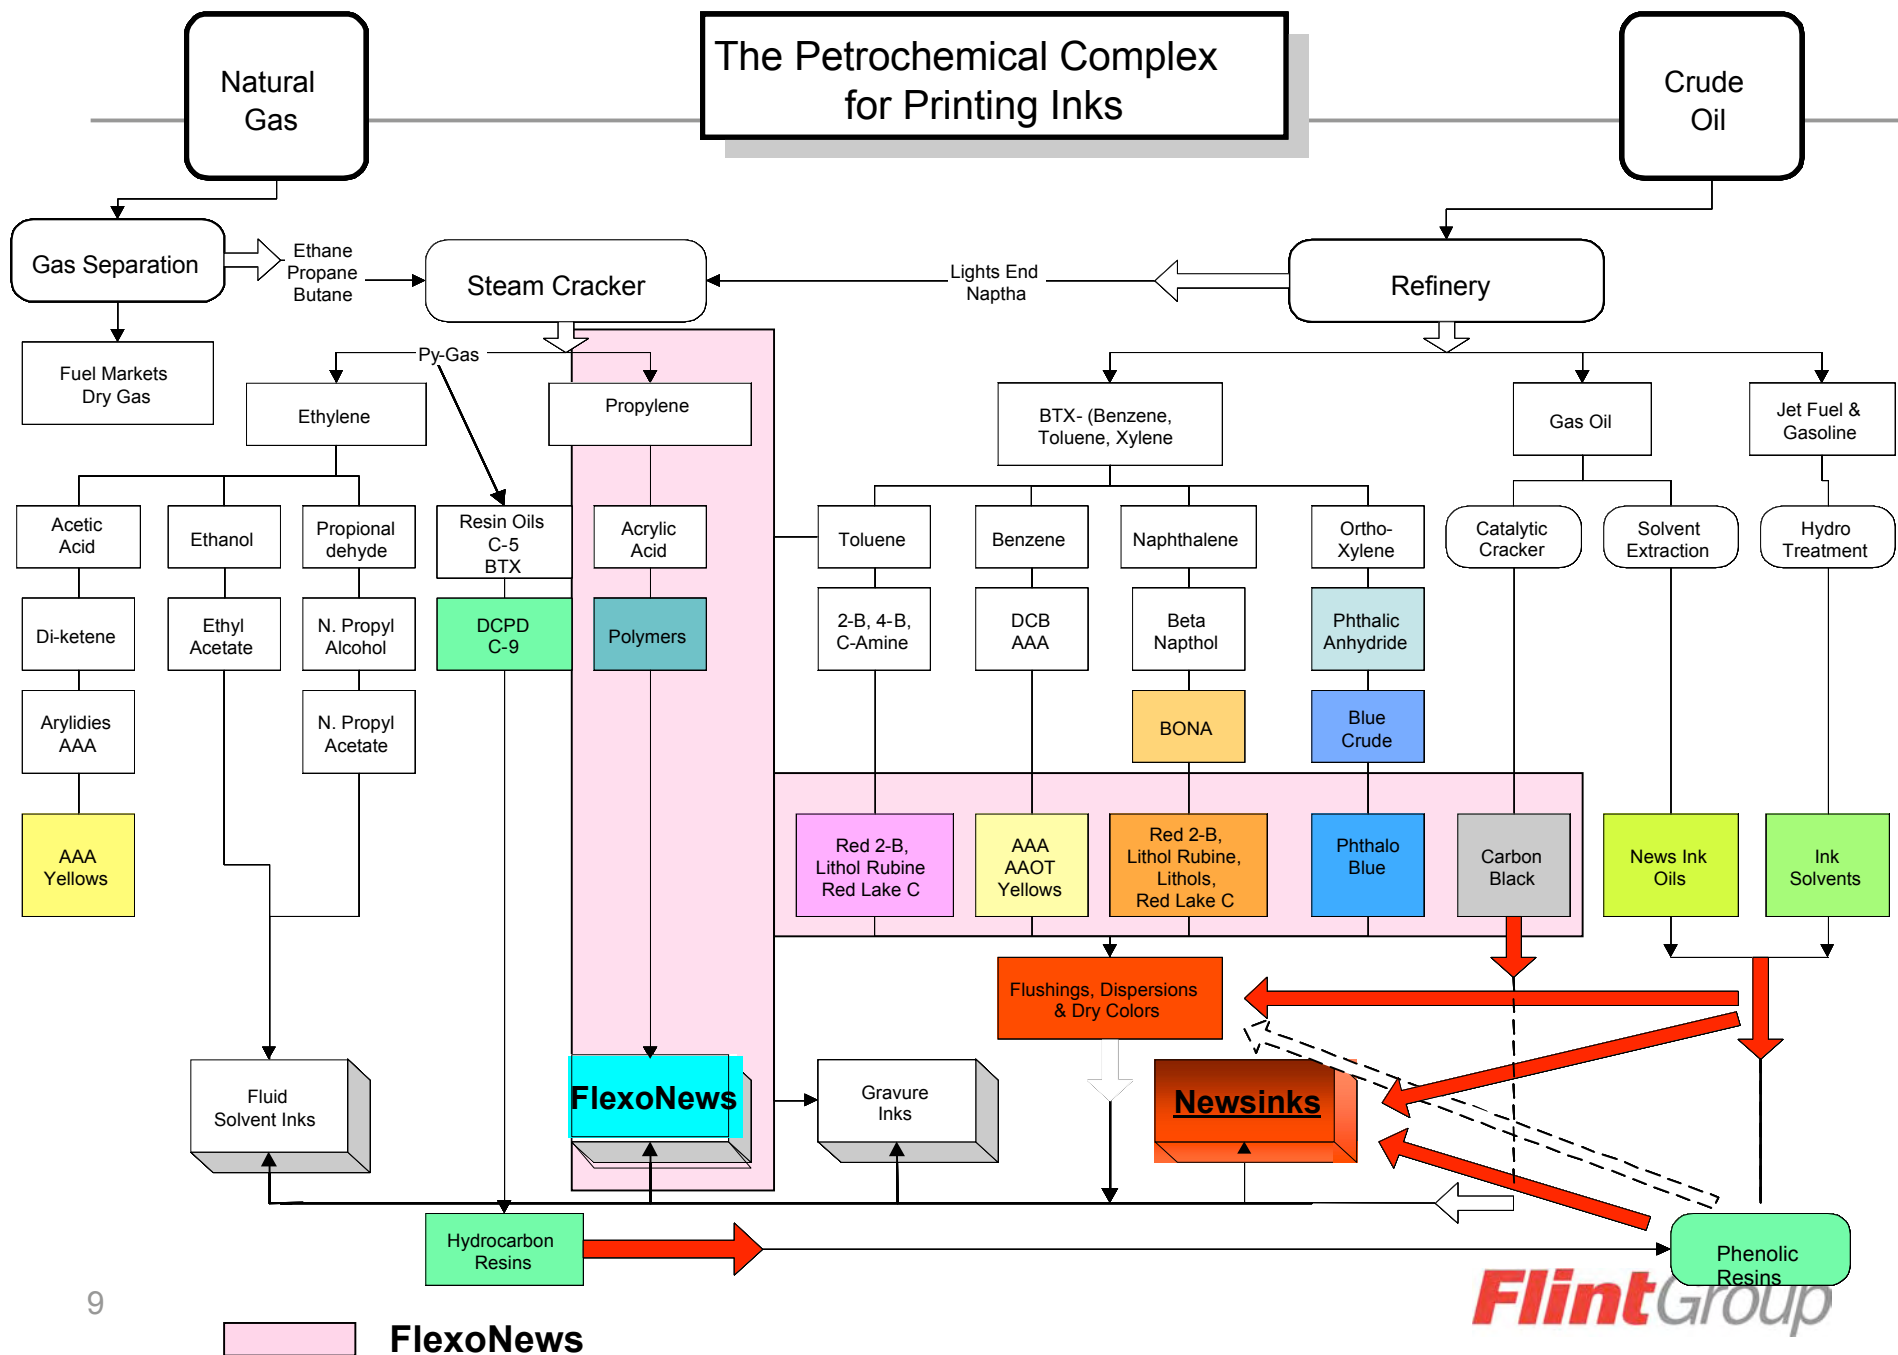 Natural
Gas
The Petrochemical Complex
for Printing Inks
Crude
Oil
Gas Separation
Ethane
Propane
Butane
Steam Cracker
Lights End
Naptha
Refinery
Fuel Markets
Dry Gas
Py-Gas
Ethylene
Propylene
BTX- (Benzene,
Toluene, Xylene
Gas Oil
Jet Fuel &
Gasoline
Acetic
Acid
Ethanol
Propional
dehyde
Resin Oils
C-5
BTX
Acrylic
Acid
Toluene
Benzene
Naphthalene
Ortho-
Xylene
Catalytic
Cracker
Solvent
Extraction
Hydro
Treatment
Di-ketene
Ethyl
Acetate
N. Propyl
Alcohol
DCPD
C-9
Polymers
2-B, 4-B,
C-Amine
DCB
AAA
Beta
Napthol
Phthalic
Anhydride
Arylidies
AAA
N. Propyl
Acetate
BONA
Blue
Crude
AAA
Yellows
Red 2-B,
Lithol Rubine
Red Lake C
AAA
AAOT
Yellows
Red 2-B,
Lithol Rubine,
Lithols,
Red Lake C
Phthalo
Blue
Carbon
Black
News Ink
Oils
Ink
Solvents
Flushings, Dispersions
& Dry Colors
Fluid
Solvent Inks
FlexoNews
Gravure
Inks
Newsinks
Hydrocarbon
Resins
Phenolic
Resins
FlintGroup
9
FlexoNews